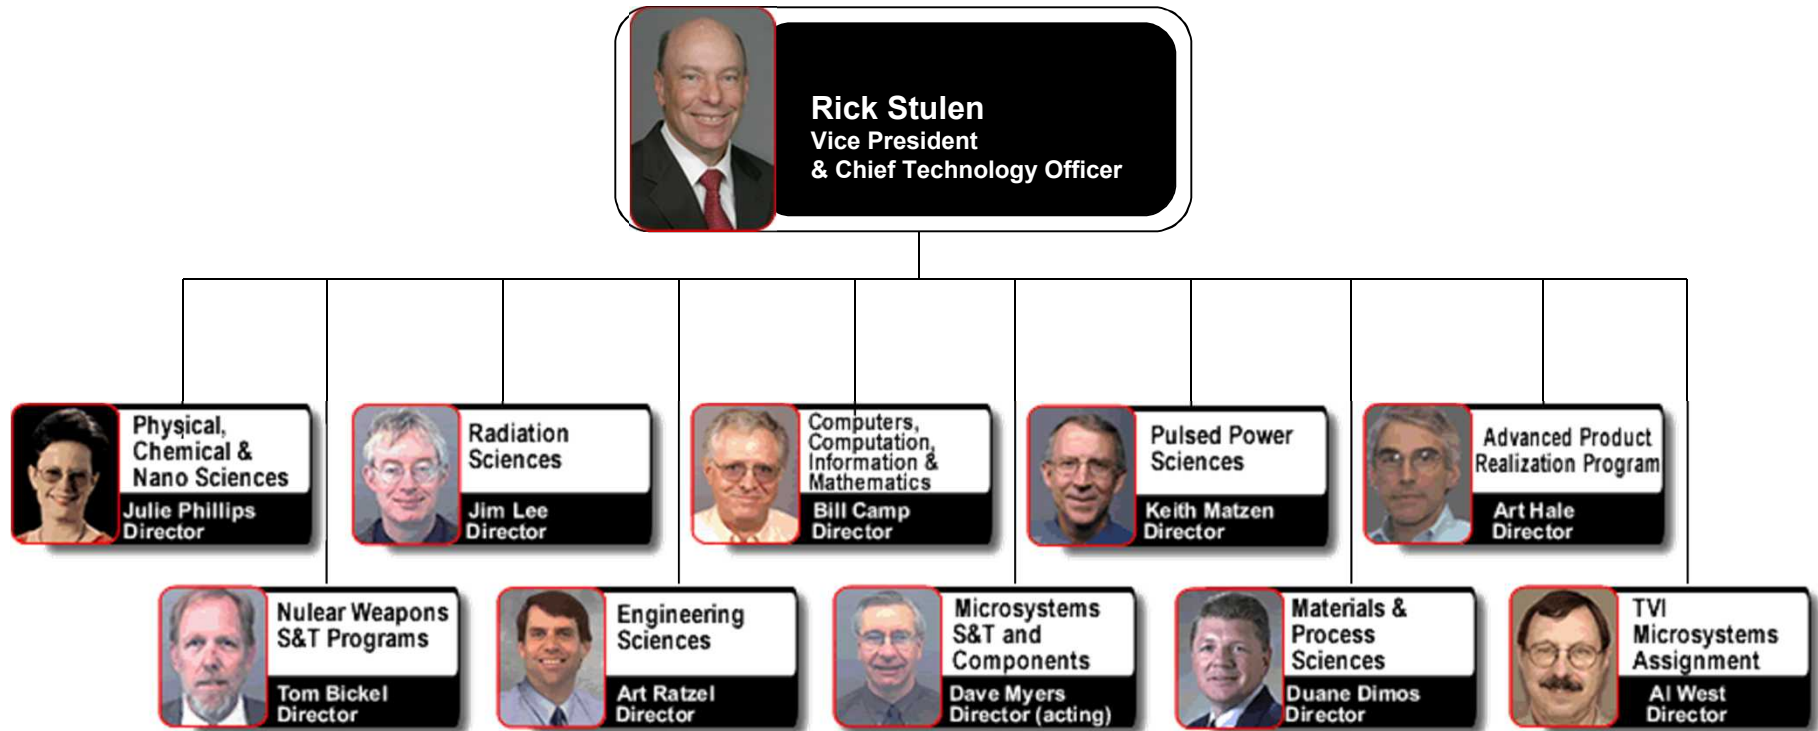 Rick Stulen
Vice President
& Chief Technology Officer
Physical,
Chemical &
Nano Sciences
Julie Phillips
Director
Radiation
Sciences
Jim Lee
Director
Computers,
Computation,
Information &
Mathematics
Bill Camp
Director
Pulsed Power
Sciences
Keith Matzen
Director
Advanced Product
Realization Program
Art Hale
Director
Nulear Weapons
S&T Programs
Tom Bickel
Director
Engineering
Sciences
Art Ratzel
Director
Microsystems
S&T and
Components
Dave Myers
Director (acting)
Materials &
Process
Sciences
Duane Dimos
Director
TVI
Microsystems
Assignment
Al West
Director